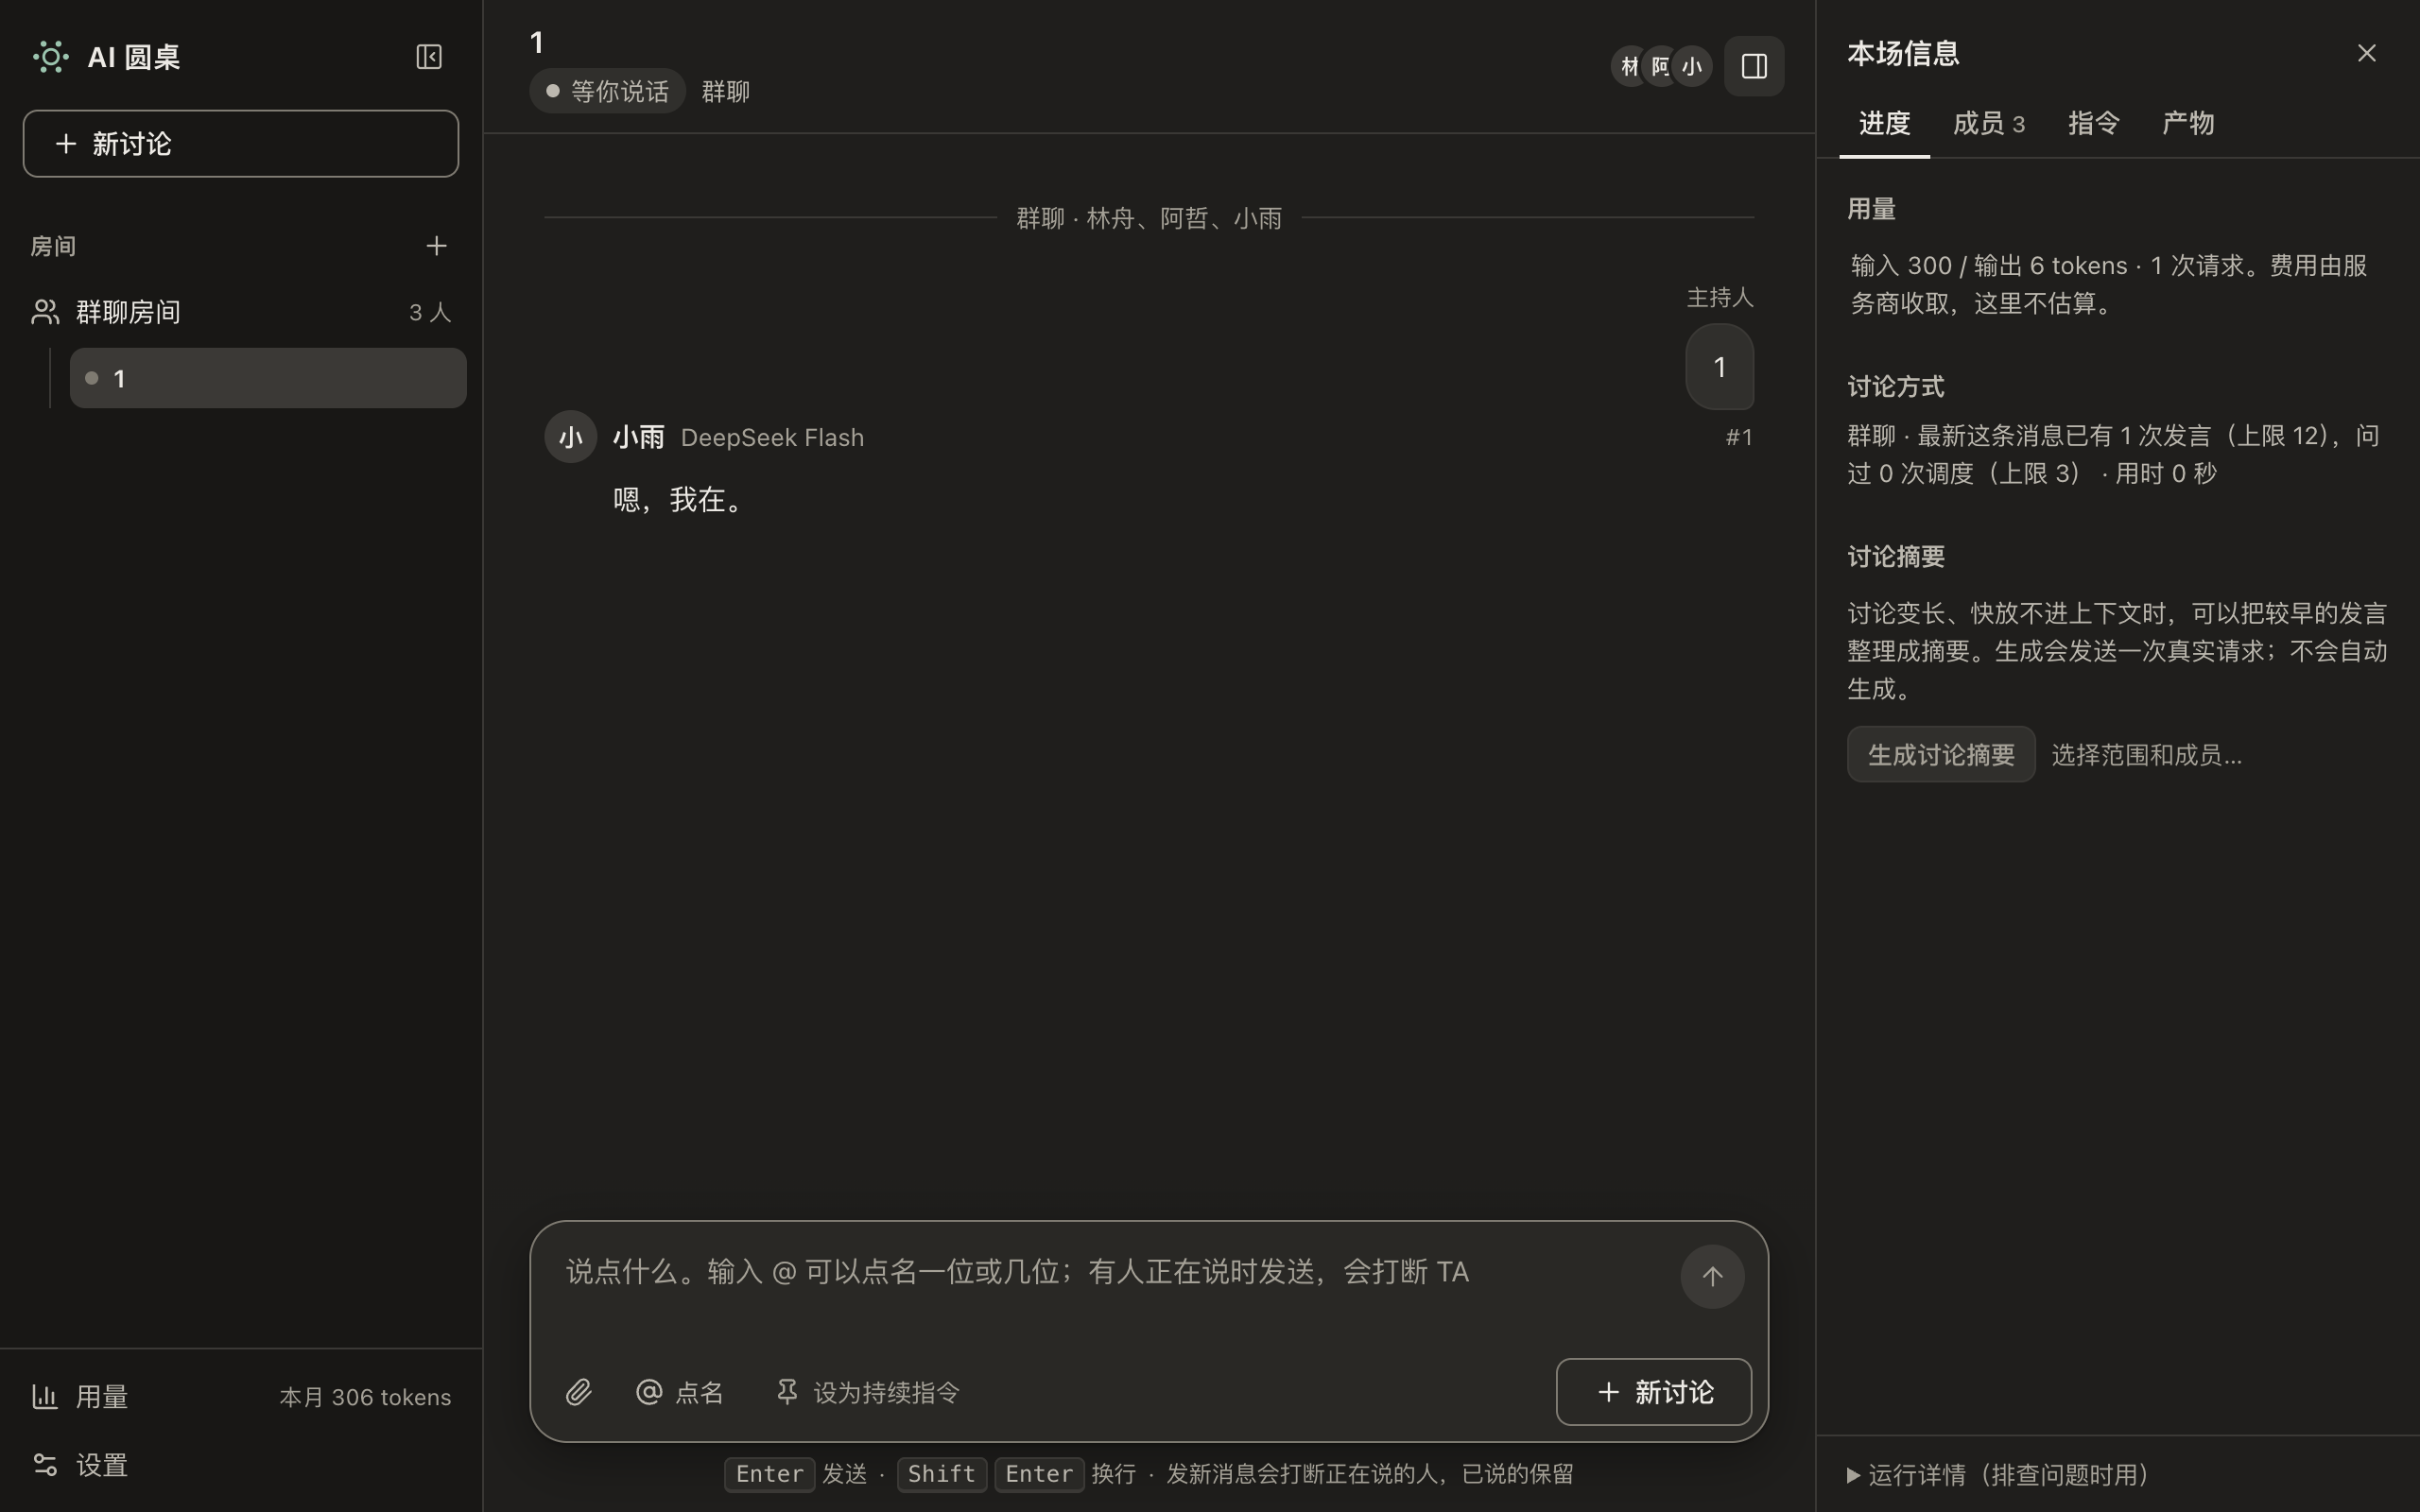 AI 圆桌
新讨论
房间
群聊房间 3 人
1
用量 本月 306 tokens
设置
1
等你说话 群聊
林 阿 小
群聊 · 林舟、阿哲、小雨
主持人
1
小 小雨 DeepSeek Flash #1
嗯，我在。
说点什么。输入 @ 可以点名一位或几位；有人正在说时发送，会打断 TA
点名 设为持续指令 新讨论
Enter 发送 · Shift Enter 换行 · 发新消息会打断正在说的人，已说的保留
本场信息
进度 成员 3 指令 产物
用量
输入 300 / 输出 6 tokens · 1 次请求。费用由服
务商收取，这里不估算。
讨论方式
群聊 · 最新这条消息已有 1 次发言（上限 12），问
过 0 次调度（上限 3） · 用时 0 秒
讨论摘要
讨论变长、快放不进上下文时，可以把较早的发言
整理成摘要。生成会发送一次真实请求；不会自动
生成。
生成讨论摘要 选择范围和成员...
运行详情（排查问题时用）